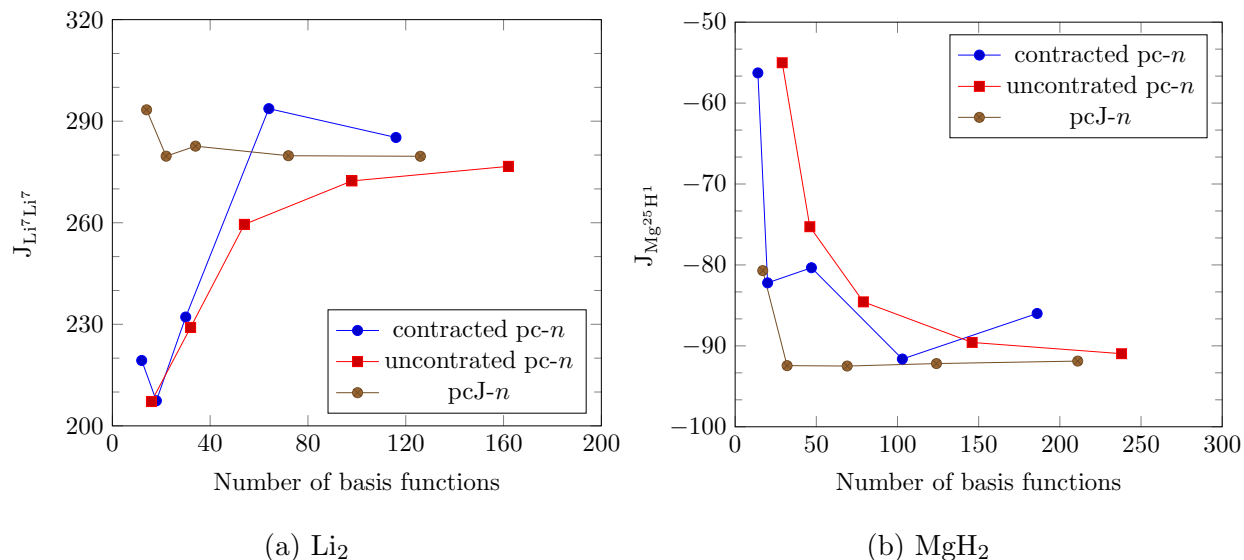 320
290
260
230
200
0
40
80
120
160
200
J_{Li^7Li^7}
Number of basis functions
contracted pc-n
uncontrated pc-n
pcJ-n
(a) Li₂
−50
−60
−70
−80
−90
−100
0
50
100
150
200
250
300
J_{Mg^{25}H^1}
Number of basis functions
contracted pc-n
uncontrated pc-n
pcJ-n
(b) MgH₂